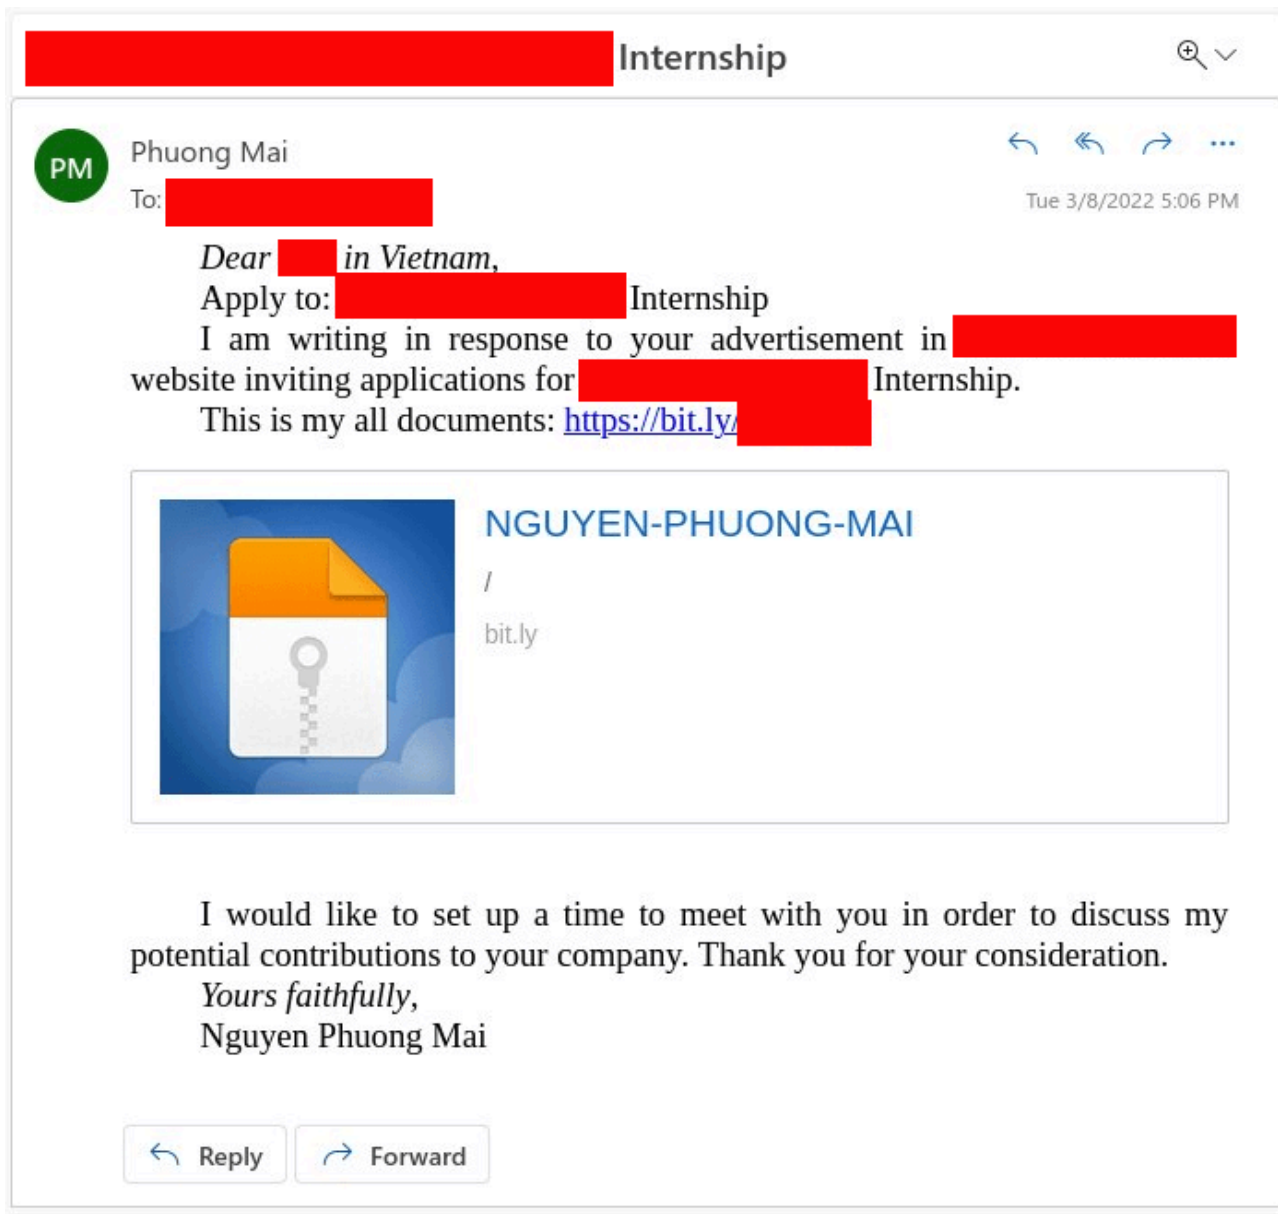 Internship
PM
Phuong Mai
To:
Tue 3/8/2022 5:06 PM
Dear in Vietnam,
Apply to: Internship
I am writing in response to your advertisement in
website inviting applications for Internship.
This is my all documents: https://bit.ly/
NGUYEN-PHUONG-MAI
/
bit.ly
I would like to set up a time to meet with you in order to discuss my
potential contributions to your company. Thank you for your consideration.
Yours faithfully,
Nguyen Phuong Mai
Reply
Forward